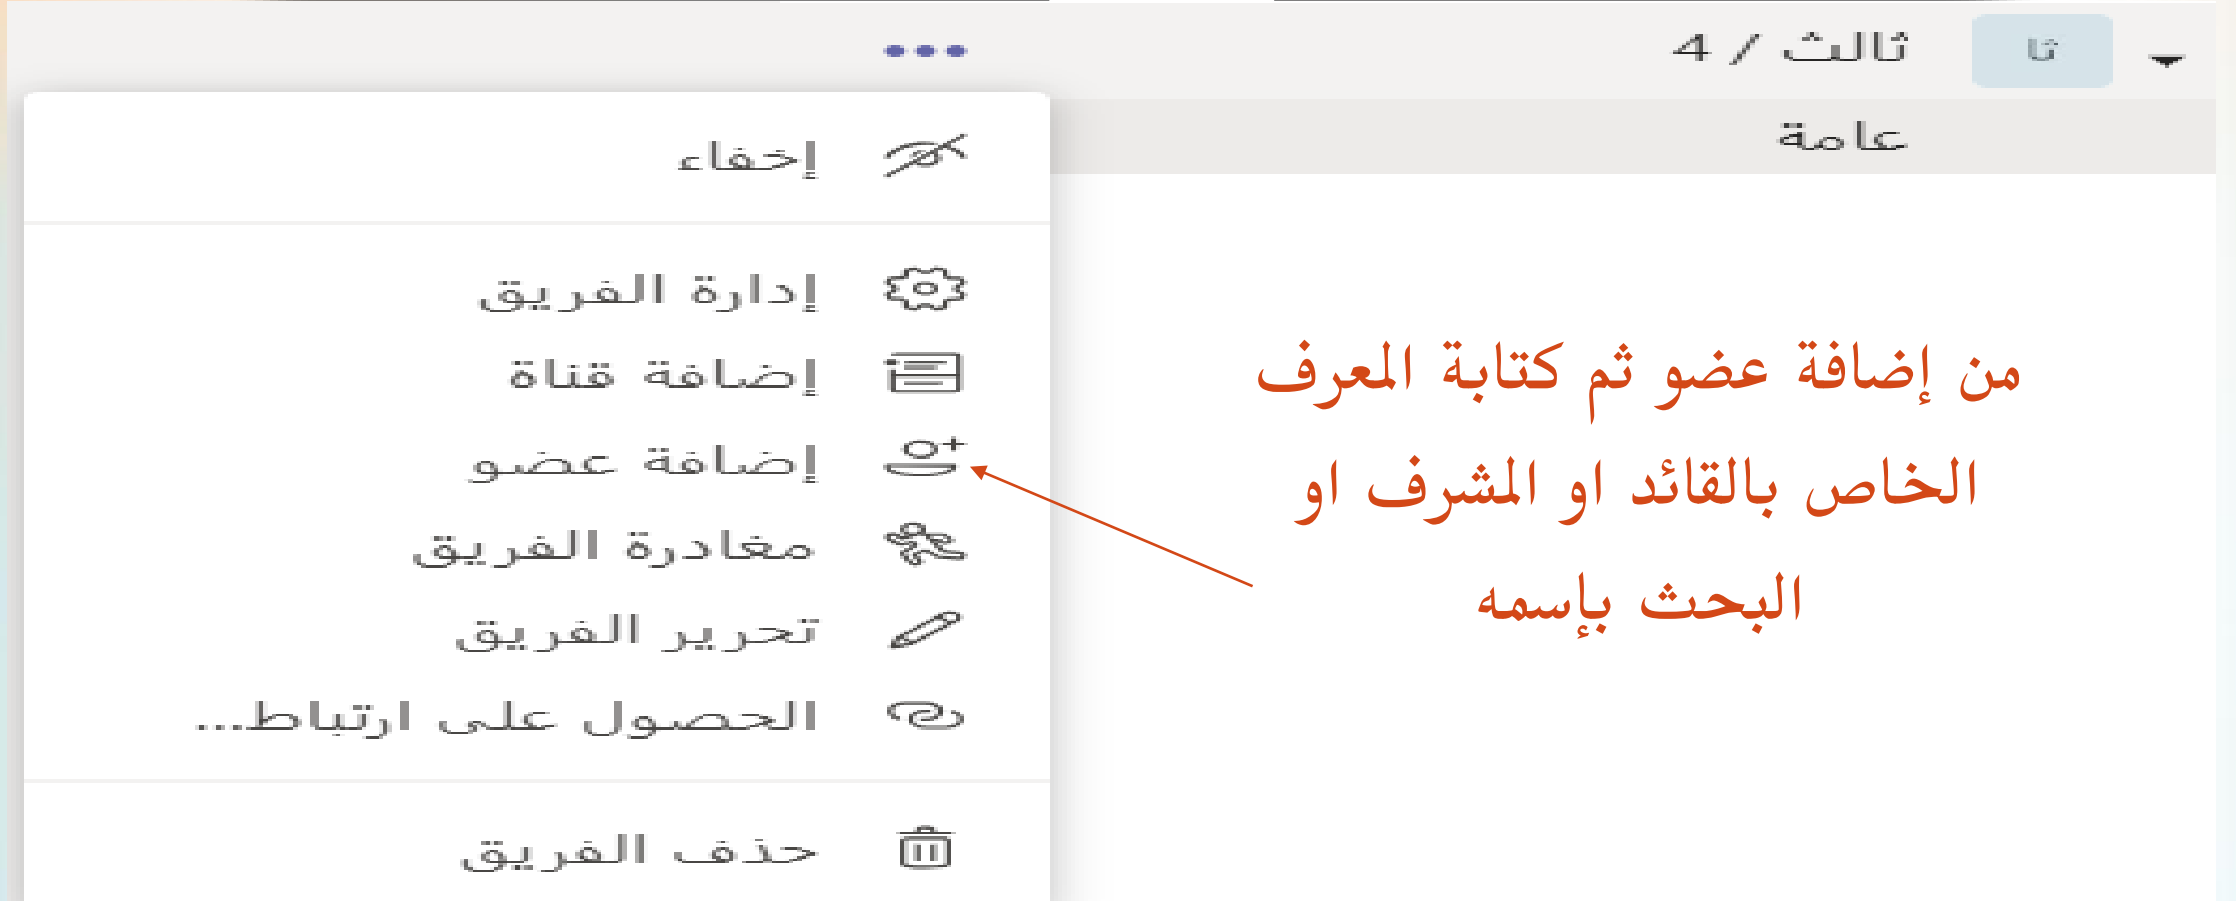 ثا
ثالث / 4
عامة
إخفاء
إدارة الفريق
إضافة قناة
إضافة عضو
مغادرة الفريق
تحرير الفريق
الحصول على ارتباط...
حذف الفريق
من إضافة عضو ثم كتابة المعرف
الخاص بالقائد او المشرف او
البحث بإسمه